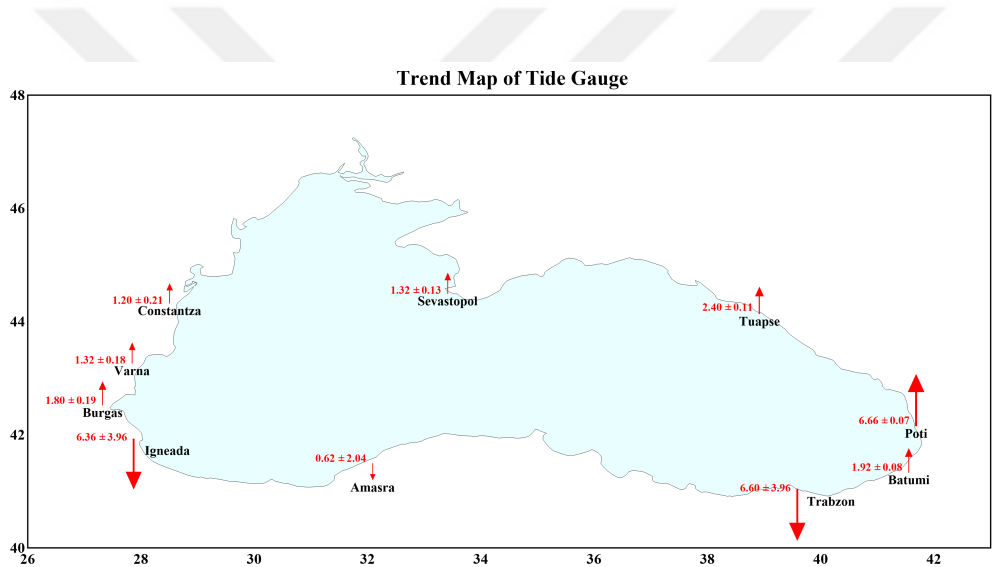 Trend Map of Tide Gauge
48
46
44
42
40
26 28 30 32 34 36 38 40 42
1.20 ± 0.21
Constantza
1.32 ± 0.13
Sevastopol
2.40 ± 0.11
Tuapse
1.32 ± 0.18
Varna
1.80 ± 0.19
Burgas
6.66 ± 0.07
Poti
6.36 ± 3.96
Igneada
0.62 ± 2.04
Amasra
1.92 ± 0.08
Batumi
6.60 ± 3.96
Trabzon